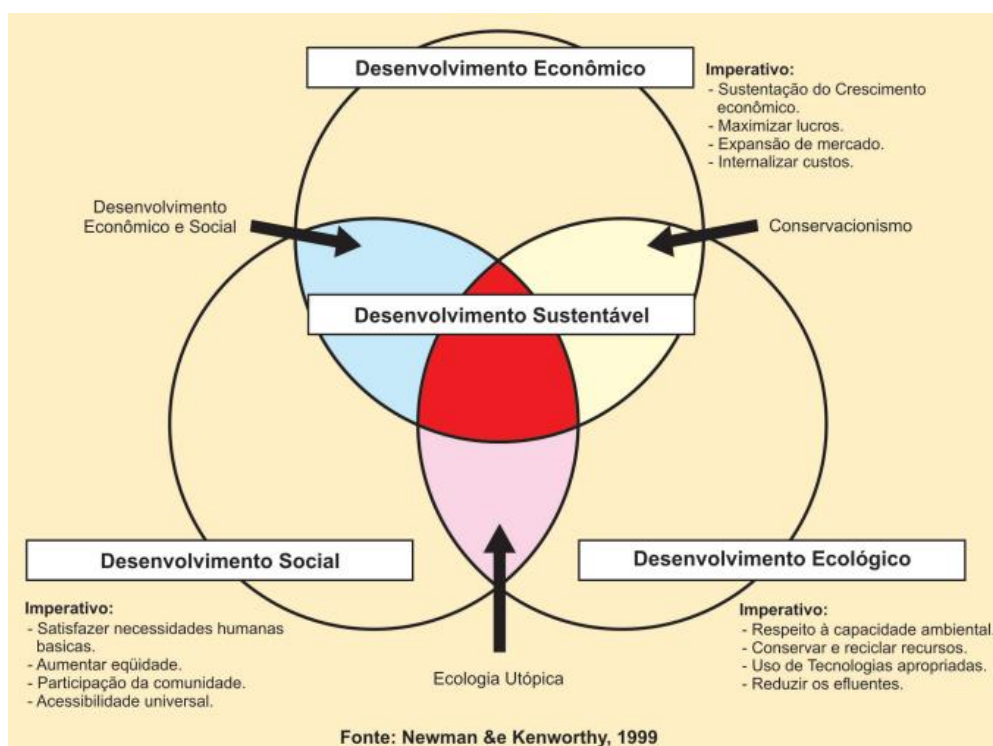 Desenvolvimento Econômico
Imperativo:
- Sustentação do Crescimento
econômico.
- Maximizar lucros.
- Expansão de mercado.
- Internalizar custos.
Desenvolvimento
Econômico e Social
Conservacionismo
Desenvolvimento Sustentável
Desenvolvimento Social
Imperativo:
- Satisfazer necessidades humanas
basicas.
- Aumentar eqüidade.
- Participação da comunidade.
- Acessibilidade universal.
Desenvolvimento Ecológico
Imperativo:
- Respeito à capacidade ambiental.
- Conservar e reciclar recursos.
- Uso de Tecnologias apropriadas.
- Reduzir os efluentes.
Ecologia Utópica
Fonte: Newman &e Kenworthy, 1999